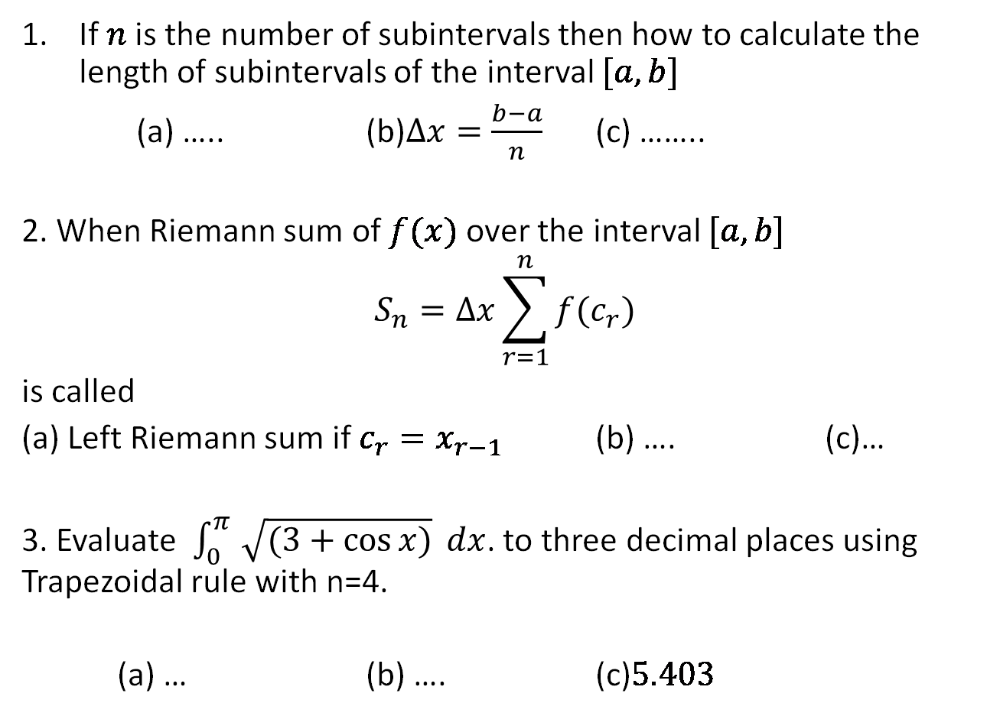 1. If n is the number of subintervals then how to calculate the
length of subintervals of the interval [a, b]
(a) ..... (b)Δx = \frac{b−a}{n} (c) ........
2. When Riemann sum of f(x) over the interval [a, b]
S_n = Δx \sum_{r=1}^{n} f(c_r)
is called
(a) Left Riemann sum if c_r = x_{r−1} (b) .... (c)...
3. Evaluate \int_0^π \sqrt{(3 + cos x)} dx. to three decimal places using
Trapezoidal rule with n=4.
(a) ... (b) .... (c)5.403